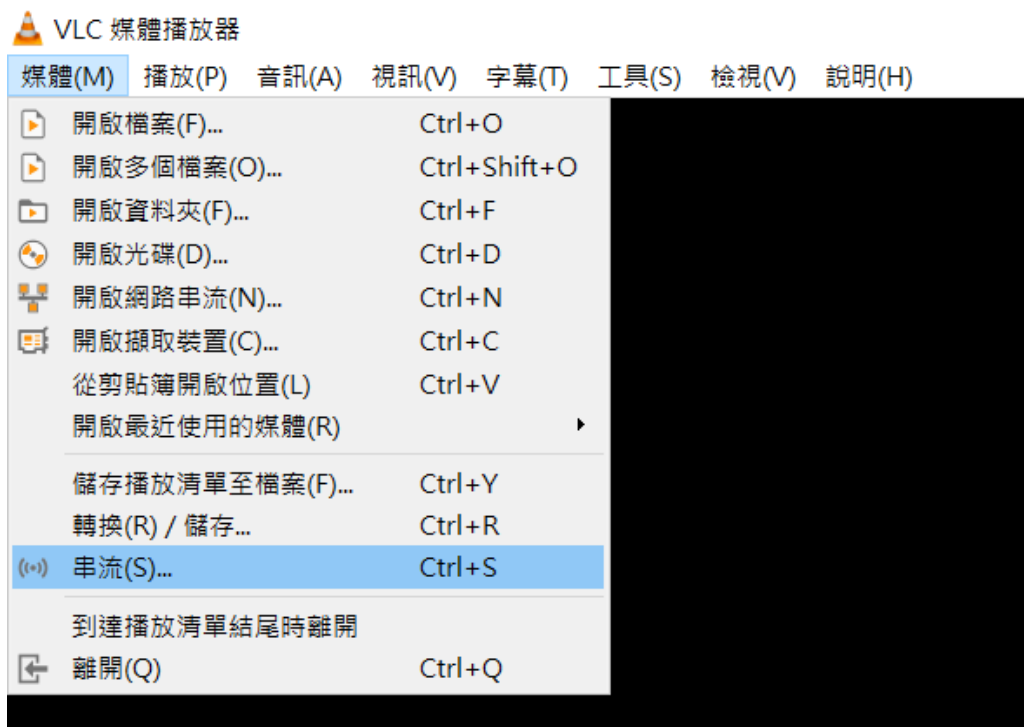 VLC 媒體播放器
媒體(M) 播放(P) 音訊(A) 視訊(V) 字幕(T) 工具(S) 檢視(V) 說明(H)
開啟檔案(F)... Ctrl+O
開啟多個檔案(O)... Ctrl+Shift+O
開啟資料夾(F)... Ctrl+F
開啟光碟(D)... Ctrl+D
開啟網路串流(N)... Ctrl+N
開啟擷取裝置(C)... Ctrl+C
從剪貼簿開啟位置(L) Ctrl+V
開啟最近使用的媒體(R)
儲存播放清單至檔案(F)... Ctrl+Y
轉換(R) / 儲存... Ctrl+R
串流(S)... Ctrl+S
到達播放清單結尾時離開
離開(Q) Ctrl+Q